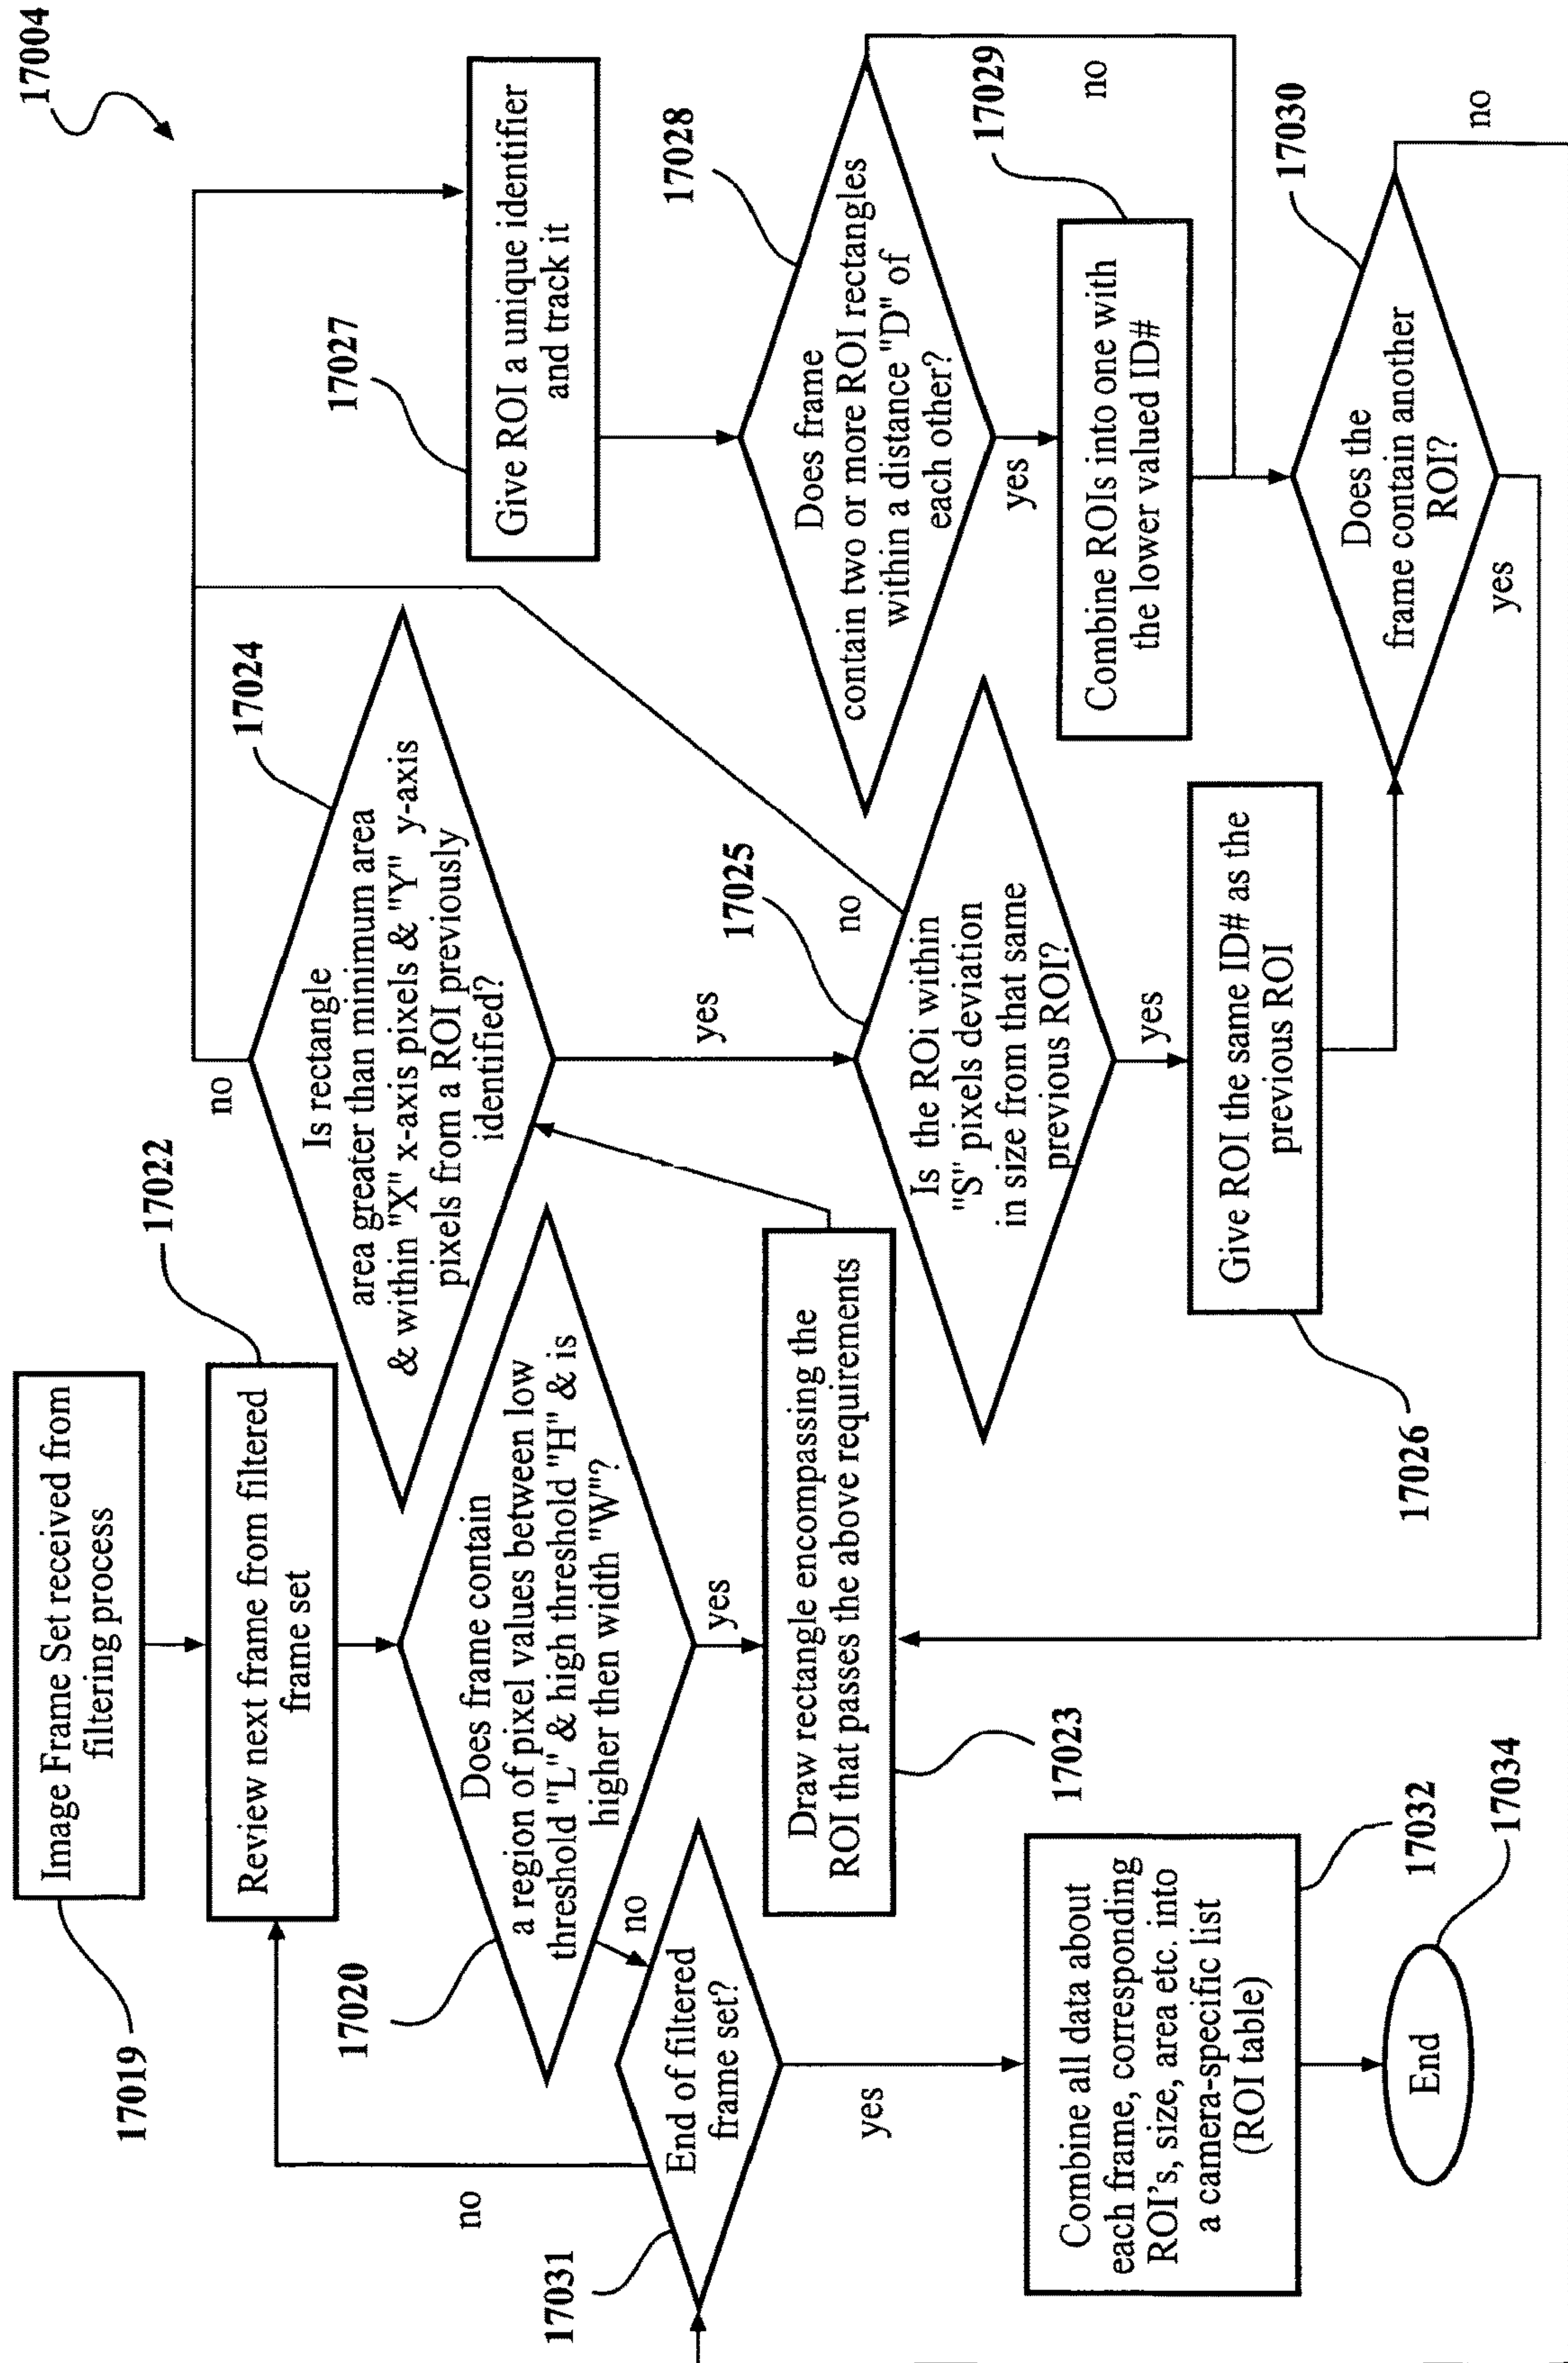 17004
17019
Image Frame Set received from
filtering process
17022
Review next frame from filtered
frame set
17020
Does frame contain
a region of pixel values between low
threshold "L" & high threshold "H" & is
higher then width "W"?
no
yes
17031
End of filtered
frame set?
no
yes
17023
Draw rectangle encompassing the
ROI that passes the above requirements
17032
Combine all data about
each frame, corresponding
ROI's, size, area etc. into
a camera-specific list
(ROI table)
17034
End
17024
Is rectangle
area greater than minimum area
& within "X" x-axis pixels & "Y" y-axis
pixels from a ROI previously
identified?
no
yes
17025
Is the ROi within
"S" pixels deviation
in size from that same
previous ROI?
no
yes
17026
Give ROI the same ID# as the
previous ROI
17027
Give ROI a unique identifier
and track it
17028
Does frame
contain two or more ROI rectangles
within a distance "D" of
each other?
no
yes
17029
Combine ROIs into one with
the lower valued ID#
17030
Does the
frame contain another
ROI?
no
yes